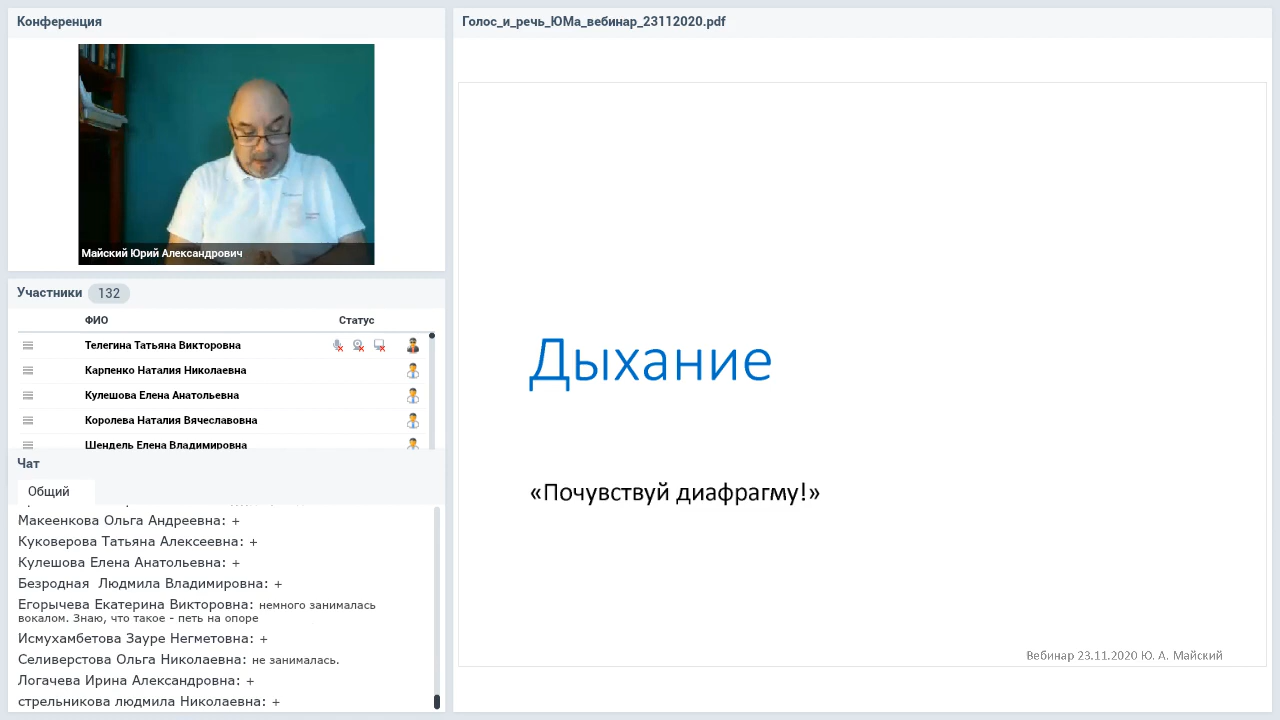 Конференция
Майский Юрий Александрович
Участники 132
ФИО Статус
Телегина Татьяна Викторовна
Карпенко Наталия Николаевна
Кулешова Елена Анатольевна
Королева Наталия Вячеславовна
Шендель Елена Владимировна
Чат
Общий
Макеенкова Ольга Андреевна: +
Куковерова Татьяна Алексеевна: +
Кулешова Елена Анатольевна: +
Безродная Людмила Владимировна: +
Егорычева Екатерина Викторовна: немного занималась
вокалом. Знаю, что такое - петь на опоре
Исмухамбетова Зауре Негметовна: +
Селиверстова Ольга Николаевна: не занималась.
Логачева Ирина Александровна: +
стрельникова людмила Николаевна: +
Голос_и_речь_ЮМа_вебинар_23112020.pdf
Дыхание
«Почувствуй диафрагму!»
Вебинар 23.11.2020 Ю. А. Майский